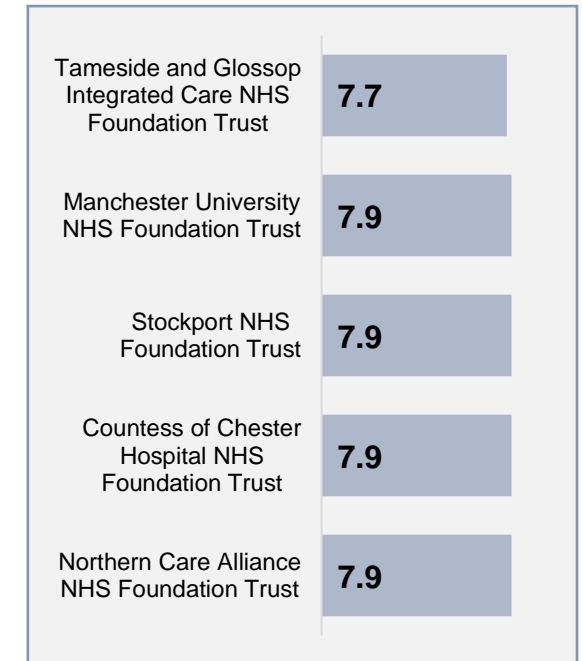 Tameside and Glossop
Integrated Care NHS
Foundation Trust
7.7
Manchester University
NHS Foundation Trust
7.9
Stockport NHS
Foundation Trust
7.9
Countess of Chester
Hospital NHS
Foundation Trust
7.9
Northern Care Alliance
NHS Foundation Trust
7.9